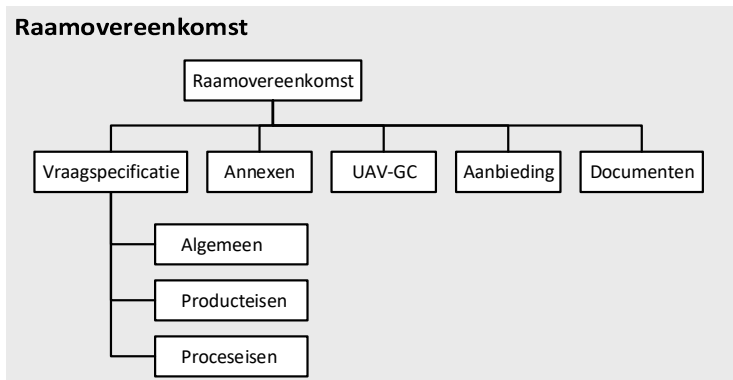 Raamovereenkomst
Raamovereenkomst
Vraagspecificatie
Annexen
UAV-GC
Aanbieding
Documenten
Algemeen
Producteisen
Proceseisen